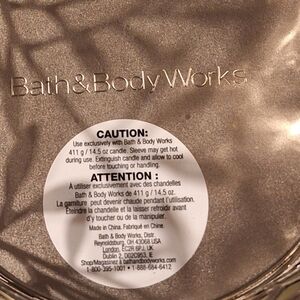 Bath & Body Works
CAUTION:
Use exclusively with Bath & Body Works
411 g / 14.5 oz candle. Sleeve may get hot
during use. Extinguish candle and allow to cool
before touching or handling.
ATTENTION :
À utiliser exclusivement avec des chandelles
Bath & Body Works de 411 g / 14.5 oz.
La garniture peut devenir chaude pendant l'utilisation.
Éteindre la chandelle et la laisser refroidir avant
d'y toucher ou de la manipuler.
Made in China. Fabriqué en Chine.
Bath & Body Works, Distr.
Reynoldsburg, OH 43068 USA
London, EC2R 6PJ, UK
Dublin 2, D02C953, IE
Shop/Magasinez à bathandbodyworks.com
1-800-395-1001 • 1-888-684-6412